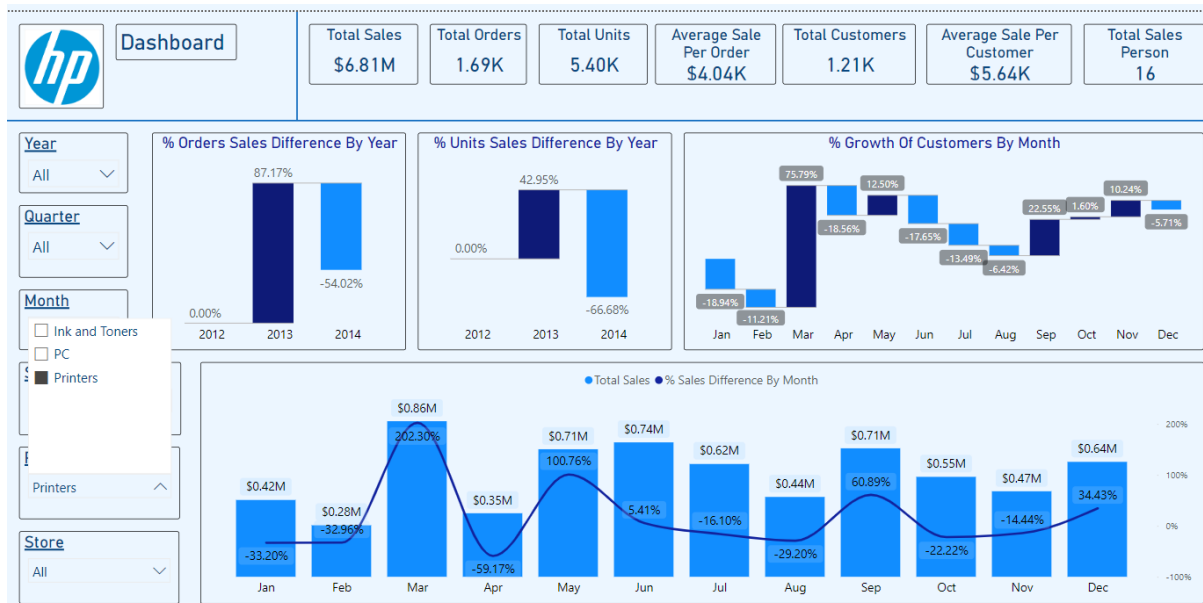 hp
Dashboard
Total Sales
$6.81M
Total Orders
1.69K
Total Units
5.40K
Average Sale
Per Order
$4.04K
Total Customers
1.21K
Average Sale Per
Customer
$5.64K
Total Sales
Person
16
Year
All
Quarter
All
Month
Ink and Toners
PC
Printers
Printers
Store
All
% Orders Sales Difference By Year
87.17%
0.00%
-54.02%
2012 2013 2014
% Units Sales Difference By Year
42.95%
0.00%
-66.68%
2012 2013 2014
% Growth Of Customers By Month
-18.94% -11.21% 75.79% -18.56% 12.50% -17.65% -13.49% -6.42% 22.55% 1.60% 10.24% -5.71%
Jan Feb Mar Apr May Jun Jul Aug Sep Oct Nov Dec
Total Sales % Sales Difference By Month
$0.42M $0.28M $0.86M $0.35M $0.71M $0.74M $0.62M $0.44M $0.71M $0.55M $0.47M $0.64M
-33.20% -32.96% 202.30% -59.17% 100.76% 5.41% -16.10% -29.20% 60.89% -22.22% -14.44% 34.43%
200%
100%
0%
-100%
Jan Feb Mar Apr May Jun Jul Aug Sep Oct Nov Dec